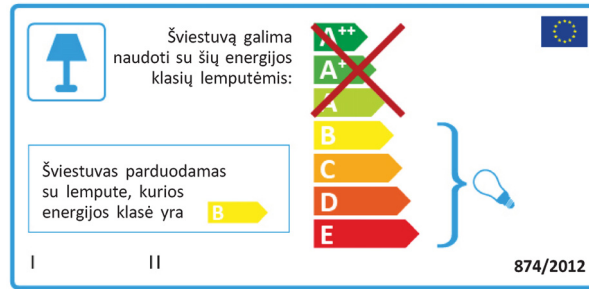 Šviestuvą galima
naudoti su šių energijos
klasių lemputėmis:
A++
A+
A
B
C
D
E
Šviestuvas parduodamas
su lempute, kurios
energijos klasė yra B
I II
874/2012